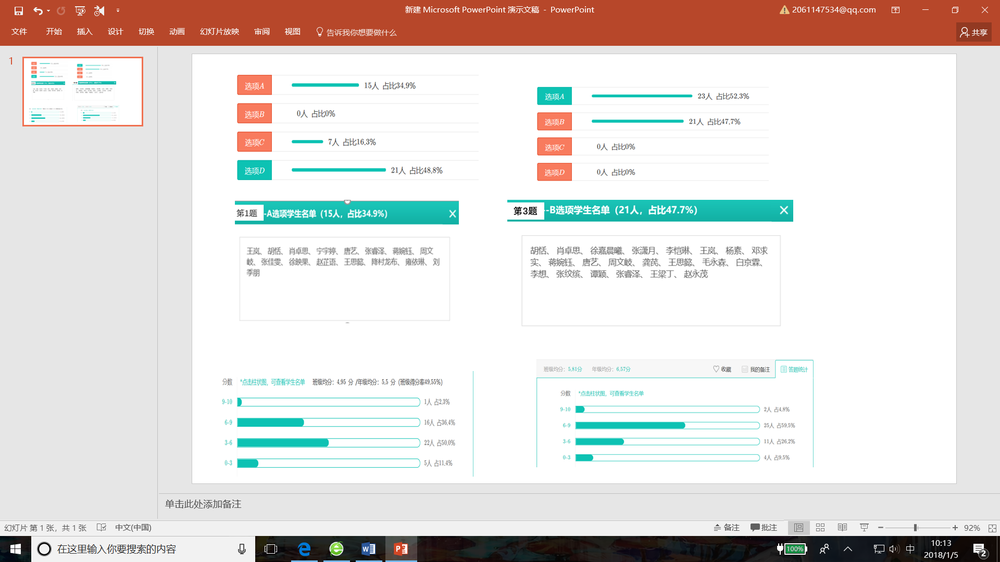 新建 Microsoft PowerPoint 演示文稿 - PowerPoint
2061147534@qq.com
文件 开始 插入 设计 切换 动画 幻灯片放映 审阅 视图 告诉我你想要做什么
共享
1
选项A 15人 占比34.9%
选项B 0人 占比0%
选项C 7人 占比16.3%
选项D 21人 占比48.8%
选项A 23人 占比52.3%
选项B 21人 占比47.7%
选项C 0人 占比0%
选项D 0人 占比0%
第1题 -A选项学生名单（15人，占比34.9%）
王岚、 胡恬、 肖卓思、 宁宇婷、 唐艺、 张睿泽、 蒋婉钰、 周文
岐、 张佳雯、 徐映果、 赵芷语、 王思懿、 降村龙布、 雍依琳、 刘
季朋
第3题 --B选项学生名单（21人，占比47.7%）
胡恬、 肖卓思、 徐嘉晨曦、 张潇月、 李恺琳、 王岚、 杨素、 邓求
实、 蒋婉钰、 唐艺、 周文岐、 龚芪、 王思懿、 毛永森、 白京霖、
李想、 张纹缤、 谭颖、 张睿泽、 王梁丁、 赵永茂
分数 *点击柱状图，可查看学生名单 班级均分：4.95 分 /年级均分：5.5 分 (班级得分率49.55%)
9-10 1人 占2.3%
6-9 16人 占36.4%
3-6 22人 占50.0%
0-3 5人 占11.4%
班级均分：5.81分 年级均分：6.57分 收藏 我的备注 答题统计
分数 *点击柱状图，可查看学生名单
9-10 2人 占4.8%
6-9 25人 占59.5%
3-6 11人 占26.2%
0-3 4人 占9.5%
单击此处添加备注
幻灯片 第 1 张，共 1 张 中文(中国) 备注 批注 92%
在这里输入你要搜索的内容
100%
中
10:13
2018/1/5
2